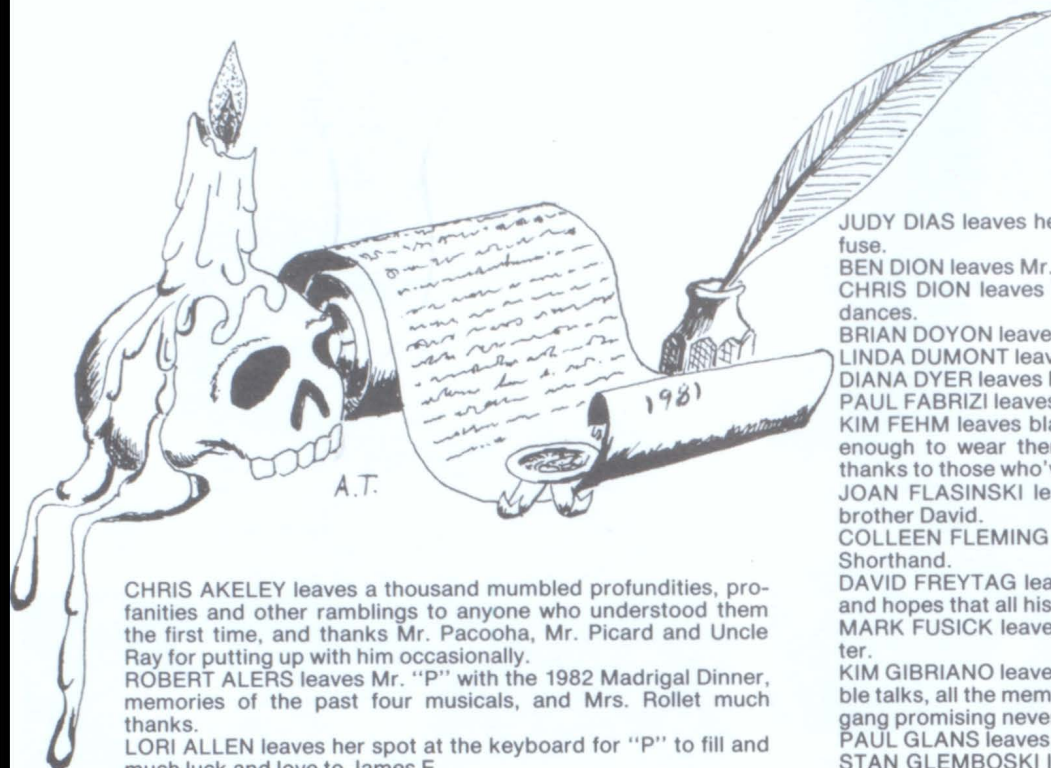 1981
A.T.
CHRIS AKELEY leaves a thousand mumbled profundities, pro-
fanities and other ramblings to anyone who understood them
the first time, and thanks Mr. Pacooha, Mr. Picard and Uncle
Ray for putting up with him occasionally.
ROBERT ALERS leaves Mr. "P" with the 1982 Madrigal Dinner,
memories of the past four musicals, and Mrs. Rollet much
thanks.
LORI ALLEN leaves her spot at the keyboard for "P" to fill and
much luck and love to James F.
JUDY DIAS leaves he
fuse.
BEN DION leaves Mr.
CHRIS DION leaves
dances.
BRIAN DOYON leave
LINDA DUMONT leav
DIANA DYER leaves
PAUL FABRIZI leaves
KIM FEHM leaves bla
enough to wear the
thanks to those who'v
JOAN FLASINSKI le
brother David.
COLLEEN FLEMING
Shorthand.
DAVID FREYTAG lea
and hopes that all his
MARK FUSICK leave
ter.
KIM GIBRIANO leave
ble talks, all the mem
gang promising neve
PAUL GLANS leaves
STAN GLEMBOSKI l